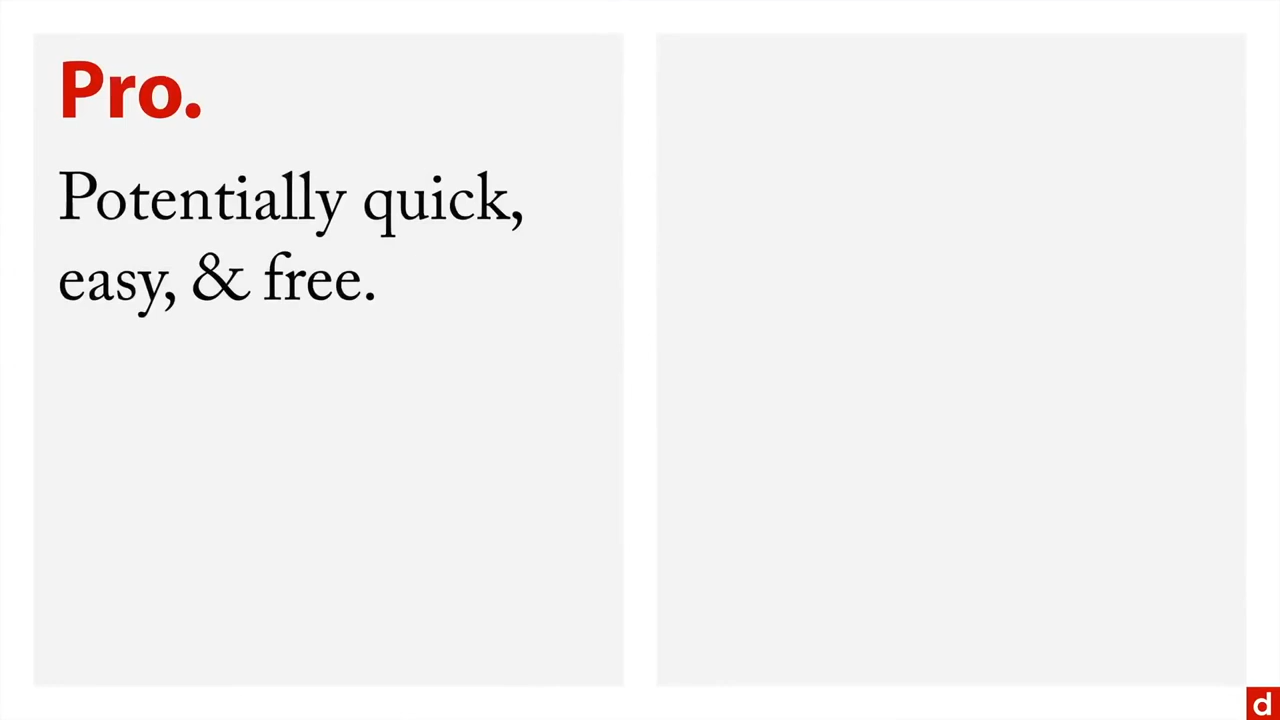 Pro.
Potentially quick,
easy, & free.
d